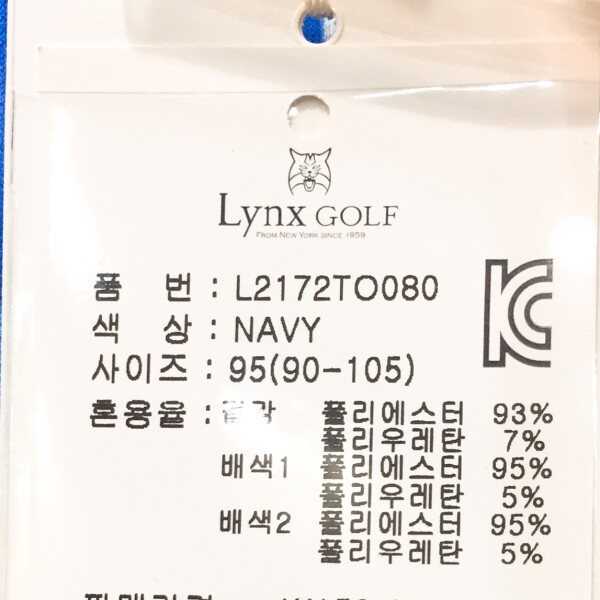 Lynx GOLF
FROM NEW YORK SINCE 1959
품 번 : L2172TO080
색 상 : NAVY
사이즈 : 95(90-105)
혼용율 : 폴리에스터 93%
폴리우레탄 7%
배색1 폴리에스터 95%
폴리우레탄 5%
배색2 폴리에스터 95%
폴리우레탄 5%